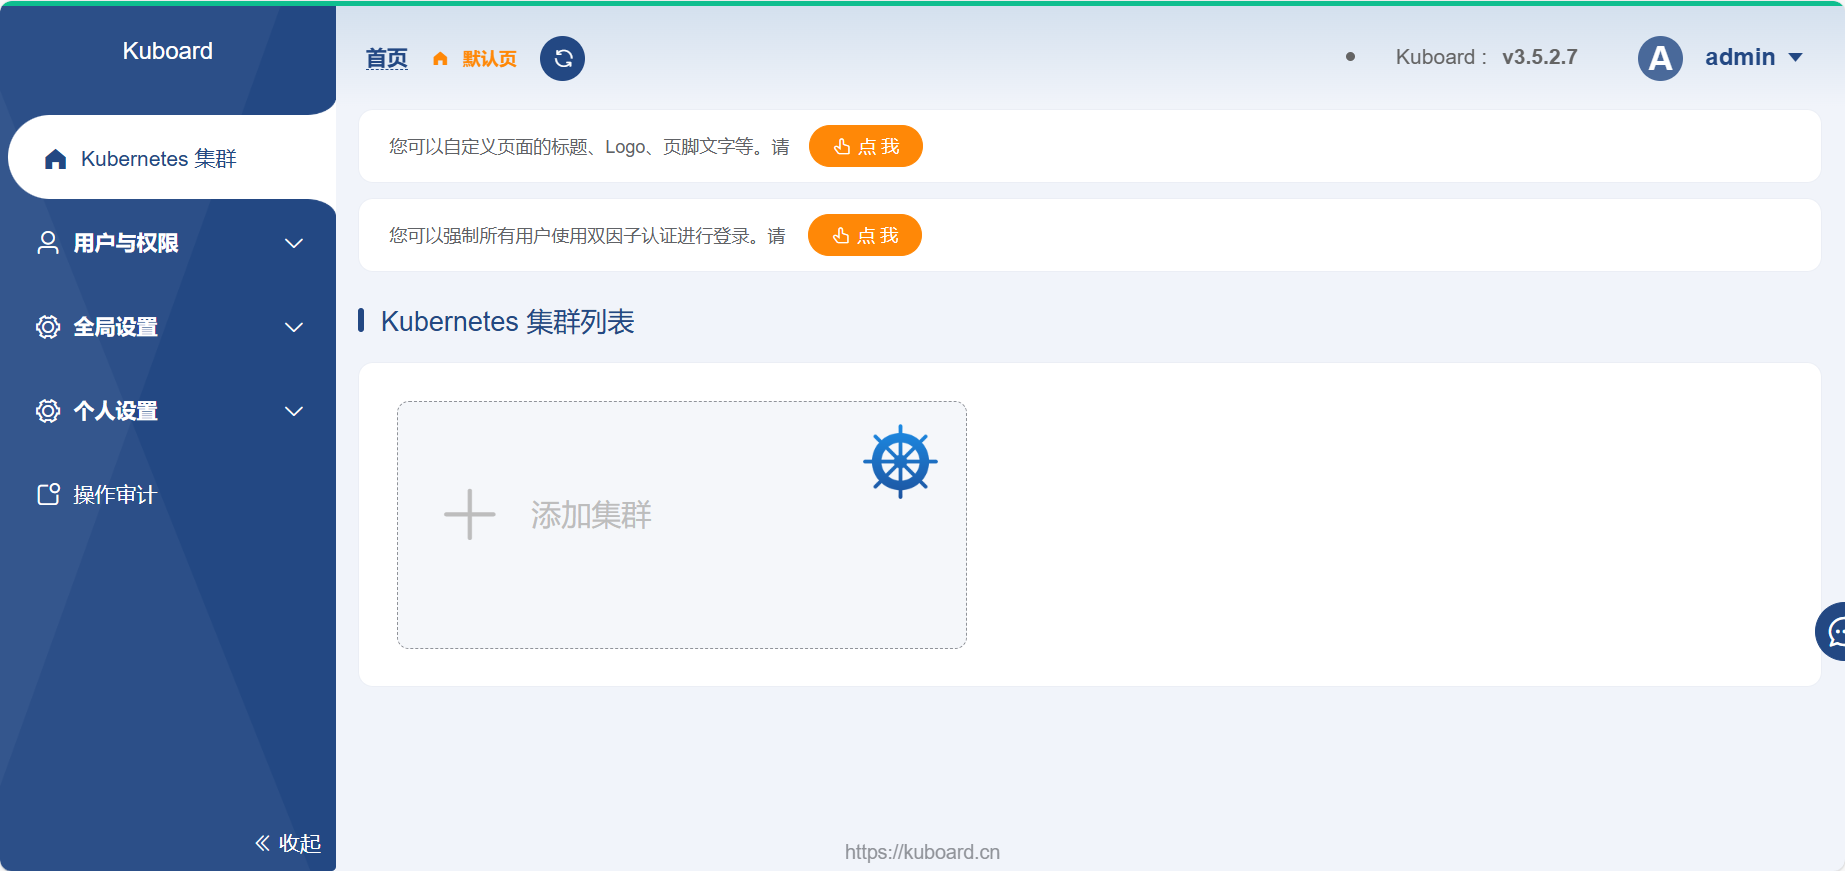 Kuboard
Kubernetes 集群
用户与权限
全局设置
个人设置
操作审计
收起
首页 默认页
Kuboard : v3.5.2.7
A admin
您可以自定义页面的标题、Logo、页脚文字等。请 点 我
您可以强制所有用户使用双因子认证进行登录。请 点 我
Kubernetes 集群列表
添加集群
https://kuboard.cn